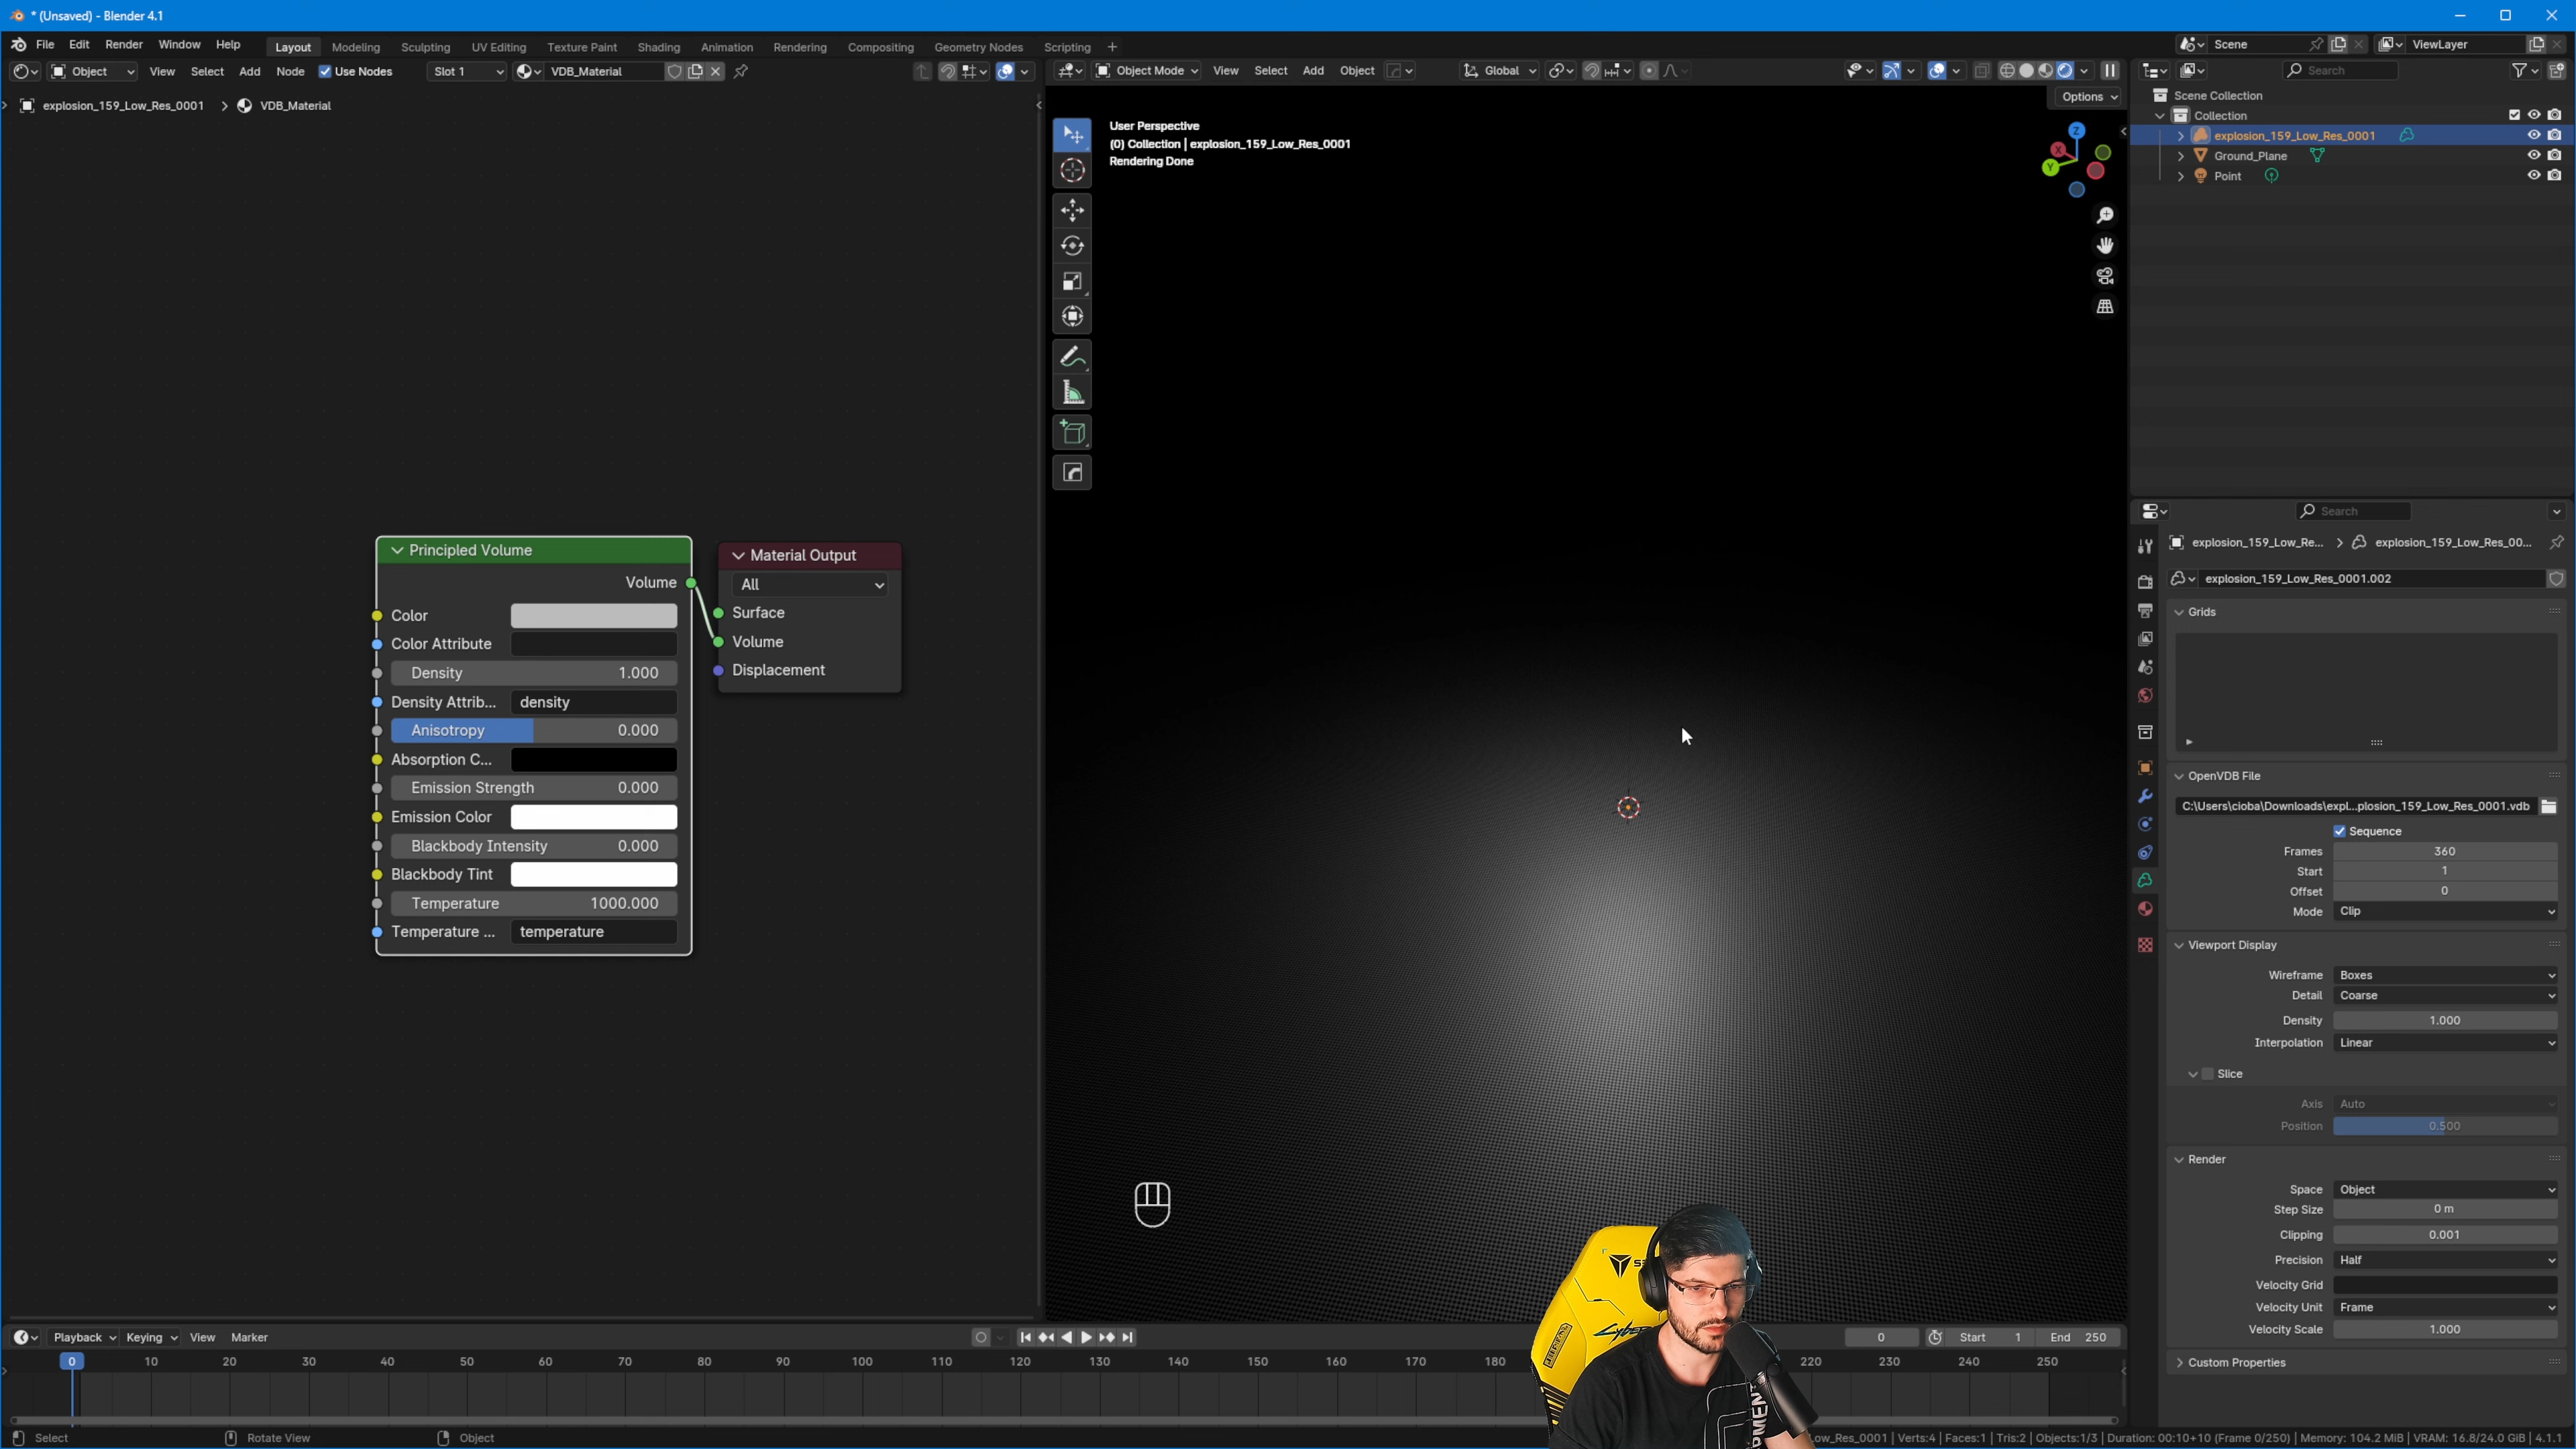 * (Unsaved) - Blender 4.1
File Edit Render Window Help Layout Modeling Sculpting UV Editing Texture Paint Shading Animation Rendering Compositing Geometry Nodes Scripting Scene ViewLayer
Object View Select Add Node Use Nodes Slot 1 VDB_Material
Object Mode View Select Add Object Global
Search
explosion_159_Low_Res_0001 VDB_Material
Options
User Perspective
(0) Collection | explosion_159_Low_Res_0001
Rendering Done
Z
X
Y
Scene Collection
Collection
explosion_159_Low_Res_0001
Ground_Plane
Point
Principled Volume
Volume
Color
Color Attribute
Density 1.000
Density Attrib... density
Anisotropy 0.000
Absorption C...
Emission Strength 0.000
Emission Color
Blackbody Intensity 0.000
Blackbody Tint
Temperature 1000.000
Temperature ... temperature
Material Output
All
Surface
Volume
Displacement
Search
explosion_159_Low_Re... explosion_159_Low_Res_00...
explosion_159_Low_Res_0001.002
Grids
OpenVDB File
C:\Users\cioba\Downloads\expl...plosion_159_Low_Res_0001.vdb
Sequence
Frames 360
Start 1
Offset 0
Mode Clip
Viewport Display
Wireframe Boxes
Detail Coarse
Density 1.000
Interpolation Linear
Slice
Axis Auto
Position 0.500
Render
Space Object
Step Size 0 m
Clipping 0.001
Precision Half
Velocity Grid
Velocity Unit Frame
Velocity Scale 1.000
Custom Properties
Playback Keying View Marker
0 Start 1 End 250
0 10 20 30 40 50 60 70 80 90 100 110 120 130 140 150 160 170 180 220 230 240 250
Select Rotate View Object
ow_Res_0001 | Verts:4 | Faces:1 | Tris:2 | Objects:1/3 | Duration: 00:10+10 (Frame 0/250) | Memory: 104.2 MiB | VRAM: 16.8/24.0 GiB | 4.1.1